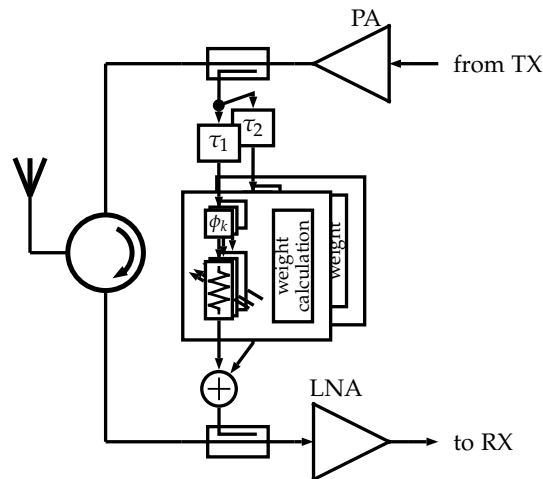 PA
from TX
τ₁
τ₂
ϕₖ
weight
calculation
weight
LNA
to RX